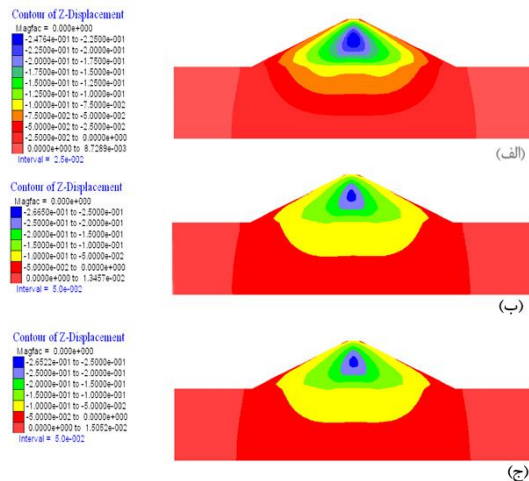 Contour of Z-Displacement
Magfac = 0.000e+000
-2.4764e-001 to -2.2500e-001
-2.2500e-001 to -2.0000e-001
-2.0000e-001 to -1.7500e-001
-1.7500e-001 to -1.5000e-001
-1.5000e-001 to -1.2500e-001
-1.2500e-001 to -1.0000e-001
-1.0000e-001 to -7.5000e-002
-7.5000e-002 to -5.0000e-002
-5.0000e-002 to -2.5000e-002
-2.5000e-002 to 0.0000e+000
0.0000e+000 to 8.7289e-003
Interval = 2.5e-002
(الف)
Contour of Z-Displacement
Magfac = 0.000e+000
-2.6650e-001 to -2.5000e-001
-2.5000e-001 to -2.0000e-001
-2.0000e-001 to -1.5000e-001
-1.5000e-001 to -1.0000e-001
-1.0000e-001 to -5.0000e-002
-5.0000e-002 to 0.0000e+000
0.0000e+000 to 1.3457e-002
Interval = 5.0e-002
(ب)
Contour of Z-Displacement
Magfac = 0.000e+000
-2.6522e-001 to -2.5000e-001
-2.5000e-001 to -2.0000e-001
-2.0000e-001 to -1.5000e-001
-1.5000e-001 to -1.0000e-001
-1.0000e-001 to -5.0000e-002
-5.0000e-002 to 0.0000e+000
0.0000e+000 to 1.5052e-002
Interval = 5.0e-002
(ج)